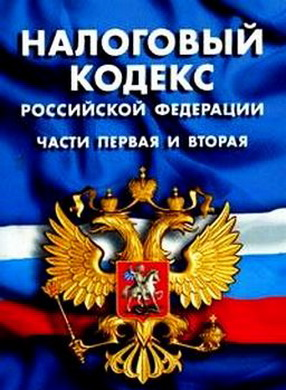 НАЛОГОВЫЙ
КОДЕКС
РОССИЙСКОЙ ФЕДЕРАЦИИ
ЧАСТИ ПЕРВАЯ И ВТОРАЯ